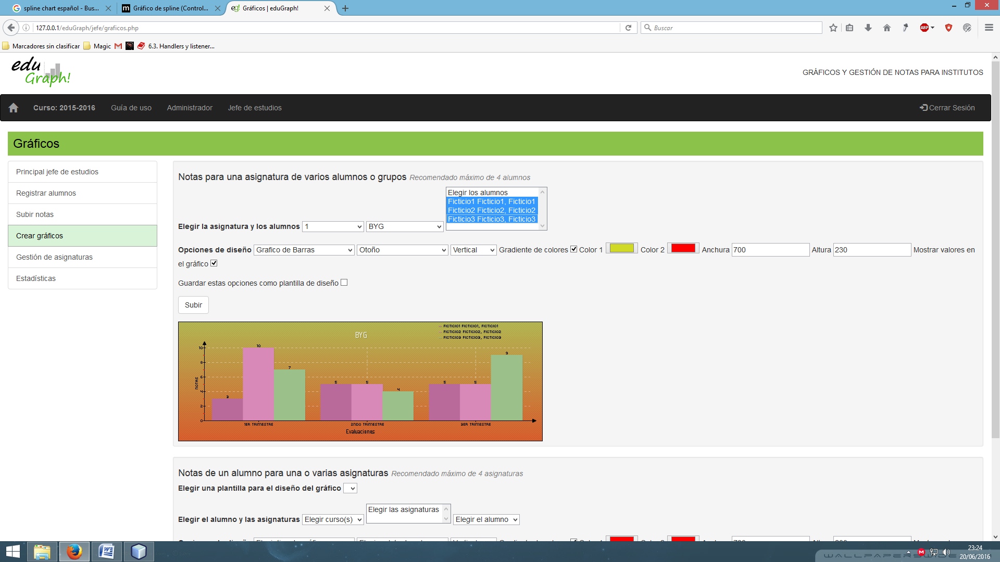 spline chart español - Bus...
Gráfico de spline (Control...
Gráficos | eduGraph!
127.0.0.1/eduGraph/jefe/graficos.php
Buscar
ABP
Marcadores sin clasificar
Magic
6.3. Handlers y listener...
edu
Graph!
GRÁFICOS Y GESTIÓN DE NOTAS PARA INSTITUTOS
Curso: 2015-2016
Guía de uso
Administrador
Jefe de estudios
Cerrar Sesión
Gráficos
Principal jefe de estudios
Registrar alumnos
Subir notas
Crear gráficos
Gestión de asignaturas
Estadísticas
Notas para una asignatura de varios alumnos o grupos Recomendado máximo de 4 alumnos
Elegir los alumnos
Ficticio1 Ficticio1, Ficticio1
Ficticio2 Ficticio2, Ficticio2
Ficticio3 Ficticio3, Ficticio3
Elegir la asignatura y los alumnos 1 BYG
Opciones de diseño Grafico de Barras Otoño Vertical Gradiente de colores Color 1 Color 2 Anchura 700 Altura 230 Mostrar valores en
el gráfico
Guardar estas opciones como plantilla de diseño
Subir
BYG
FICTICIO1 FICTICIO1, FICTICIO1
FICTICIO2 FICTICIO2, FICTICIO2
FICTICIO3 FICTICIO3, FICTICIO3
NOTAS
10
8
6
4
2
0
3 10 7
5 5 4
5 5 9
1ER TRIMESTRE
2NDO TRIMESTRE
3ER TRIMESTRE
Evaluaciones
Notas de un alumno para una o varias asignaturas Recomendado máximo de 4 asignaturas
Elegir una plantilla para el diseño del gráfico
Elegir las asignaturas
Elegir el alumno y las asignaturas Elegir curso(s) Elegir el alumno
23:24
20/06/2016